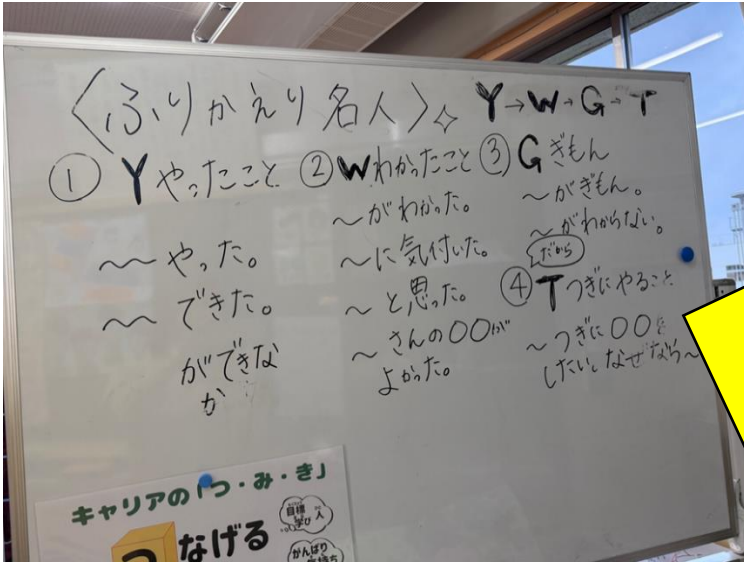 〈ふりかえり名人〉 Y→W→G→T
① Yやったこと
〜〜やった。
〜〜できた。
ができな
か
② Wわかったこと
〜がわかった。
〜に気付いた。
〜と思った。
〜さんの〇〇が
よかった。
③ Gぎもん
〜がぎもん。
〜がわからない。
だから
④ Tつぎにやること
〜つぎに〇〇を
したい。なぜなら〜
キャリアの「つ・み・き」
つなげる
目標
学び
人
がんばり
気持ち